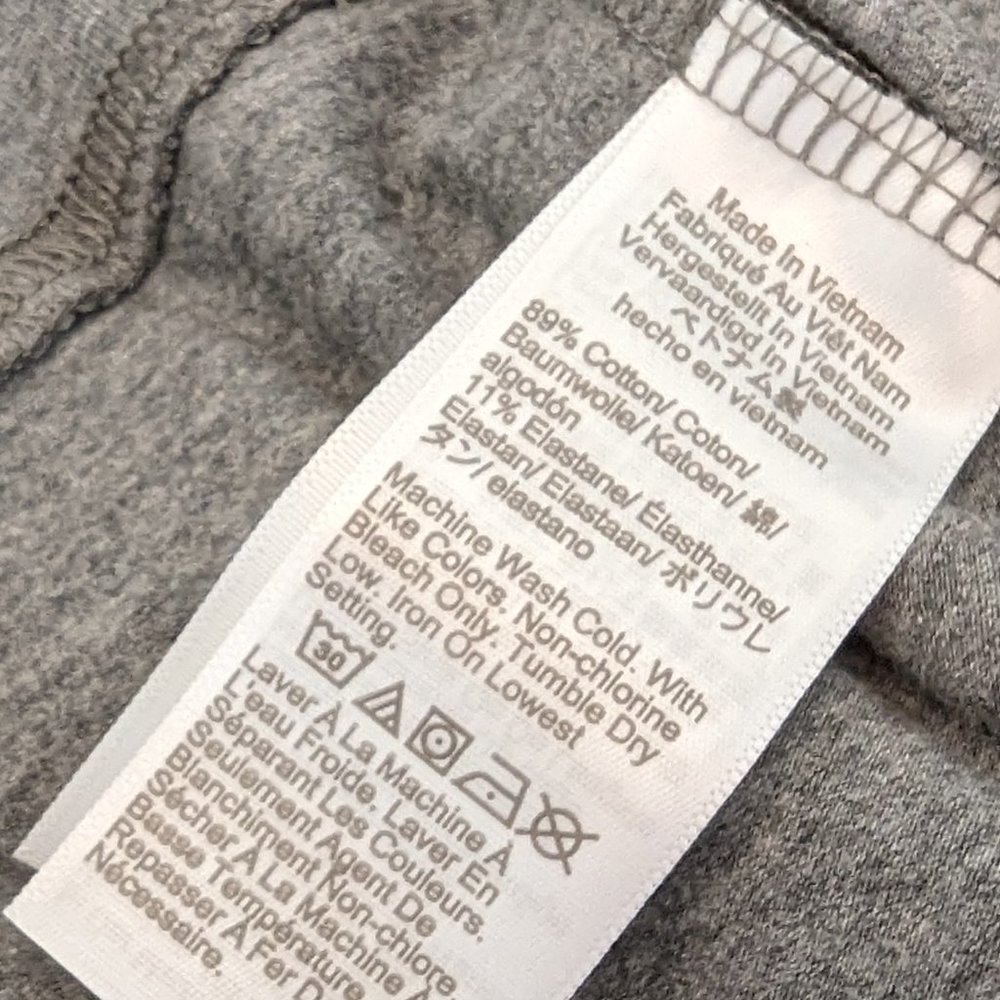 Made In Vietnam
Fabriqué Au Việt Nam
Hergestellt In Vietnam
Vervaardigd In Vietnam
ベトナム製
hecho en vietnam
89% Cotton/ Coton/
Baumwolle/ Katoen/ 綿/
algodón
11% Elastane/ Élasthanne/
Elastan/ Elastaan/ ポリウレ
タン/ elastano
Machine Wash Cold. With
Like Colors. Non-chlorine
Bleach Only. Tumble Dry
Low. Iron On Lowest
Setting.
30
Laver À La Machine À
L'eau Froide. Laver En
Séparant Les Couleurs.
Seulement Agent De
Blanchiment Non-chlore.
Sécher À La Machine À
Basse Température
Repasser À Fer D
Nécessaire.